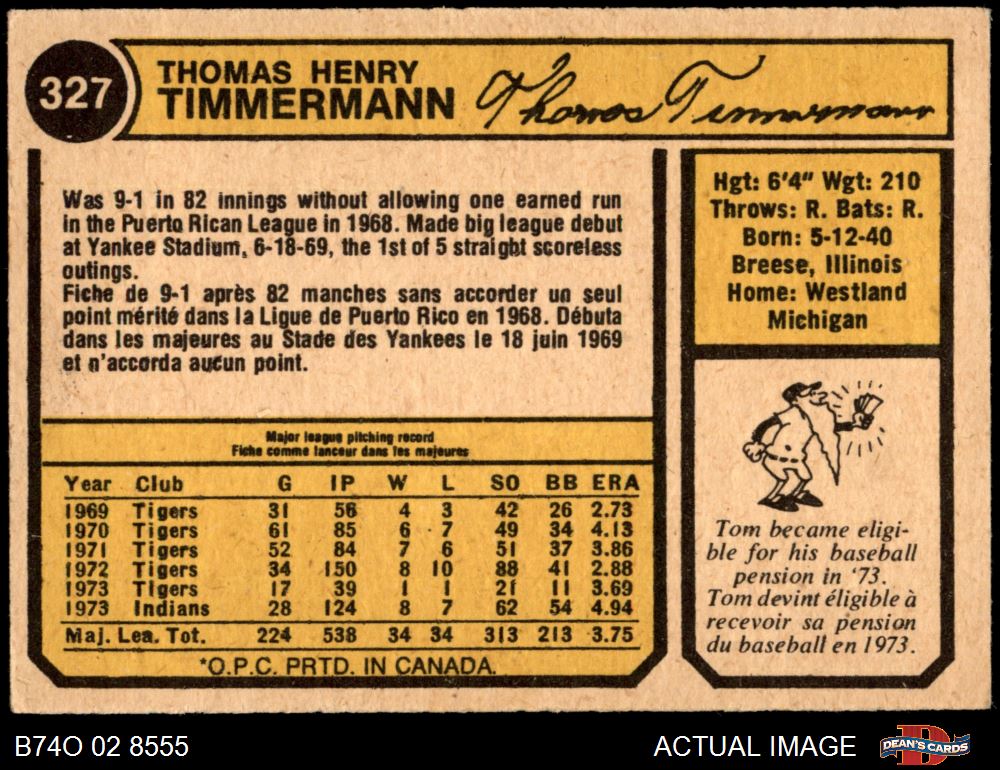 327
THOMAS HENRY
TIMMERMANN
Thomas Timmermann
Was 9-1 in 82 innings without allowing one earned run
in the Puerto Rican League in 1968. Made big league debut
at Yankee Stadium, 6-18-69, the 1st of 5 straight scoreless
outings.
Fiche de 9-1 après 82 manches sans accorder un seul
point mérité dans la Ligue de Puerto Rico en 1968. Débuta
dans les majeures au Stade des Yankees le 18 juin 1969
et n'accorda aucun point.
Hgt: 6'4" Wgt: 210
Throws: R. Bats: R.
Born: 5-12-40
Breese, Illinois
Home: Westland
Michigan
Major league pitching record
Fiche comme lanceur dans les majeures
Year Club G IP W L SO BB ERA
1969 Tigers 31 56 4 3 42 26 2.73
1970 Tigers 61 85 6 7 49 34 4.13
1971 Tigers 52 84 7 6 51 37 3.86
1972 Tigers 34 150 8 10 88 41 2.88
1973 Tigers 17 39 1 1 21 11 3.69
1973 Indians 28 124 8 7 62 54 4.94
Maj. Lea. Tot. 224 538 34 34 313 213 3.75
*O.P.C. PRTD. IN CANADA.
Tom became eligi-
ble for his baseball
pension in '73.
Tom devint éligible à
recevoir sa pension
du baseball en 1973.
B74O 02 8555
ACTUAL IMAGE
D
DEAN'S CARDS